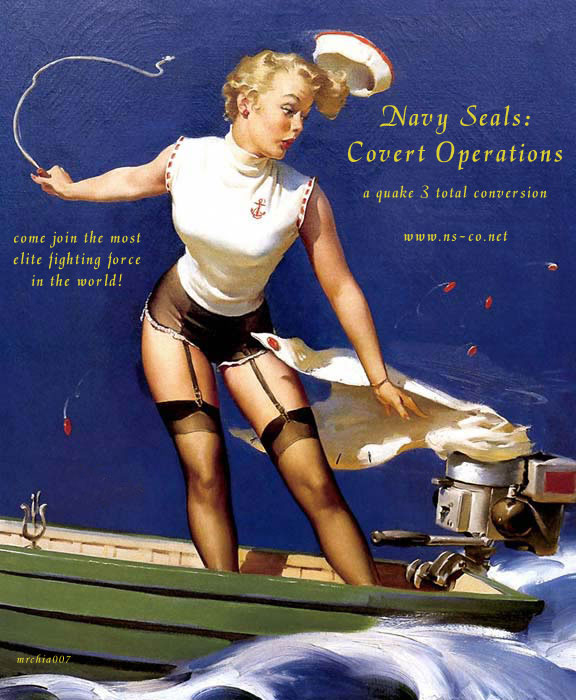 Navy Seals:
Covert Operations
a quake 3 total conversion
www.ns-co.net
come join the most
elite fighting force
in the world!
mrchia007